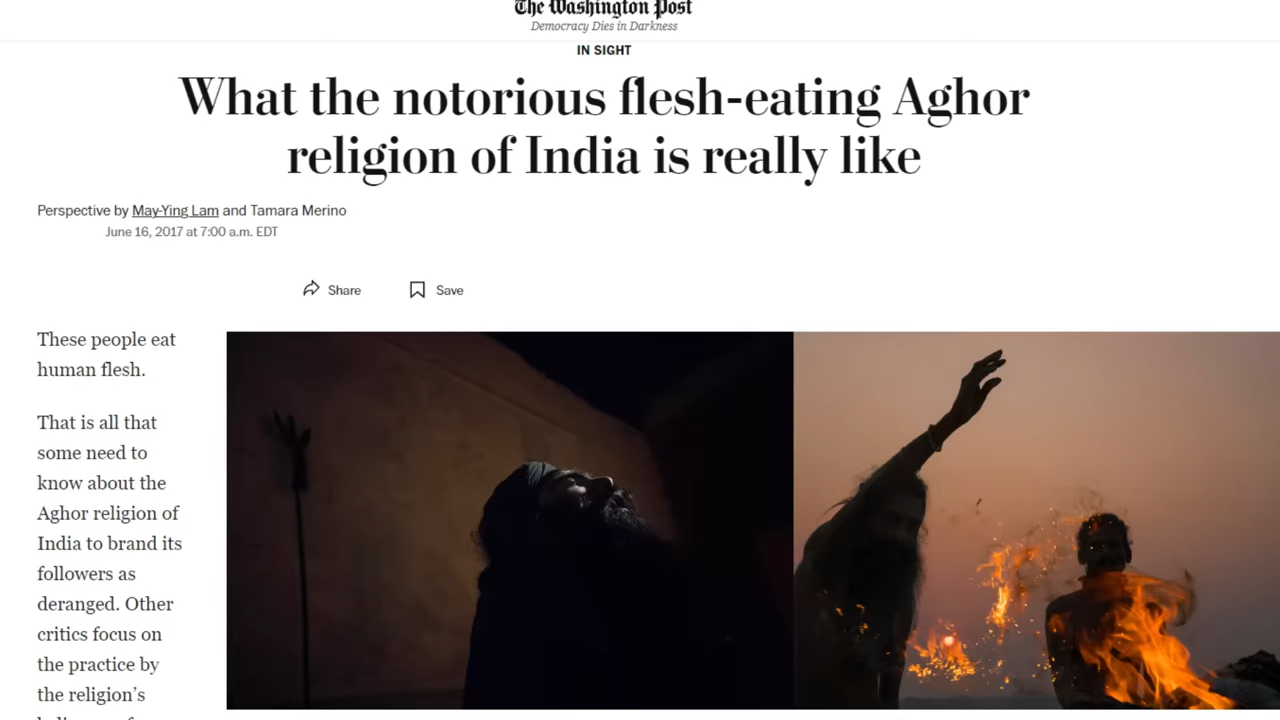 The Washington Post
Democracy Dies in Darkness
IN SIGHT
What the notorious flesh-eating Aghor
religion of India is really like
Perspective by May-Ying Lam and Tamara Merino
June 16, 2017 at 7:00 a.m. EDT
Share
Save
These people eat
human flesh.
That is all that
some need to
know about the
Aghor religion of
India to brand its
followers as
deranged. Other
critics focus on
the practice by
the religion’s